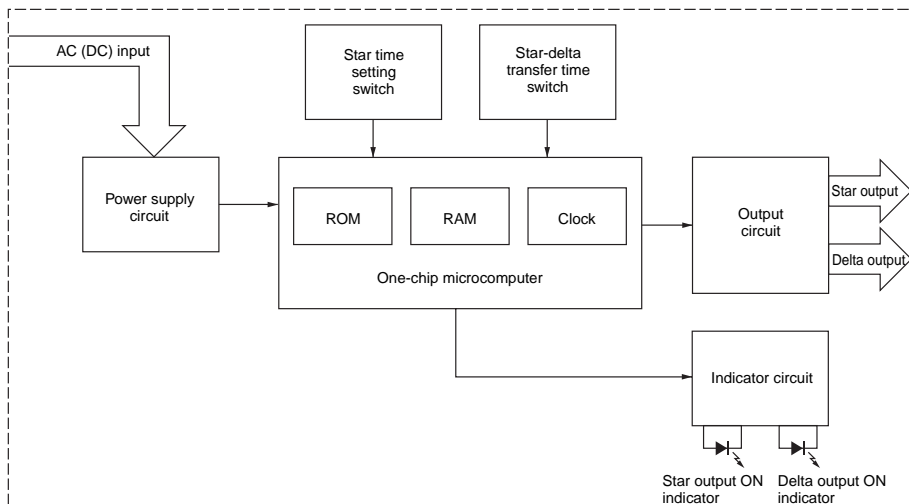 AC (DC) input
Star time
setting
switch
Star-delta
transfer time
switch
Power supply
circuit
ROM
RAM
Clock
One-chip microcomputer
Output
circuit
Star output
Delta output
Indicator circuit
Star output ON
indicator
Delta output ON
indicator